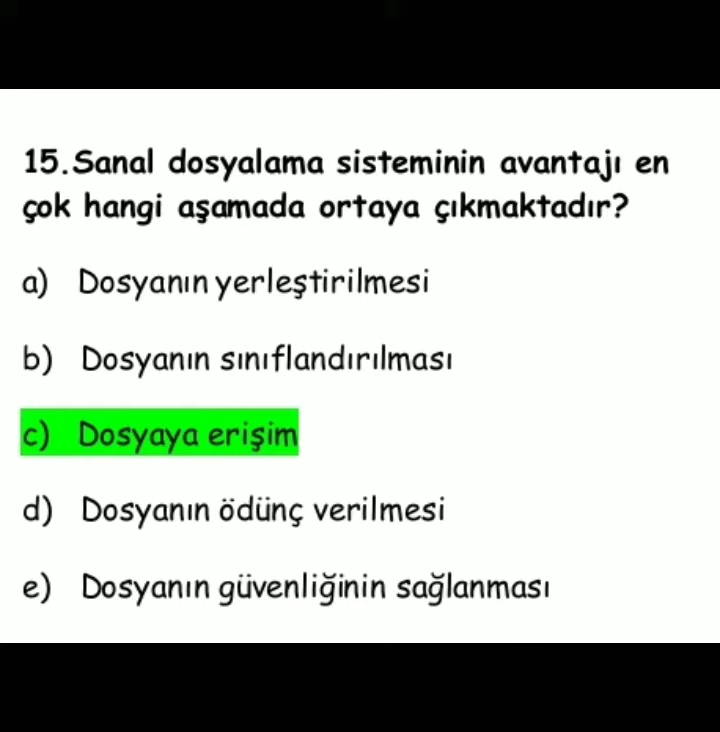 15.Sanal dosyalama sisteminin avantajı en
çok hangi aşamada ortaya çıkmaktadır?
a) Dosyanın yerleştirilmesi
b) Dosyanın sınıflandırılması
c) Dosyaya erişim
d) Dosyanın ödünç verilmesi
e) Dosyanın güvenliğinin sağlanması